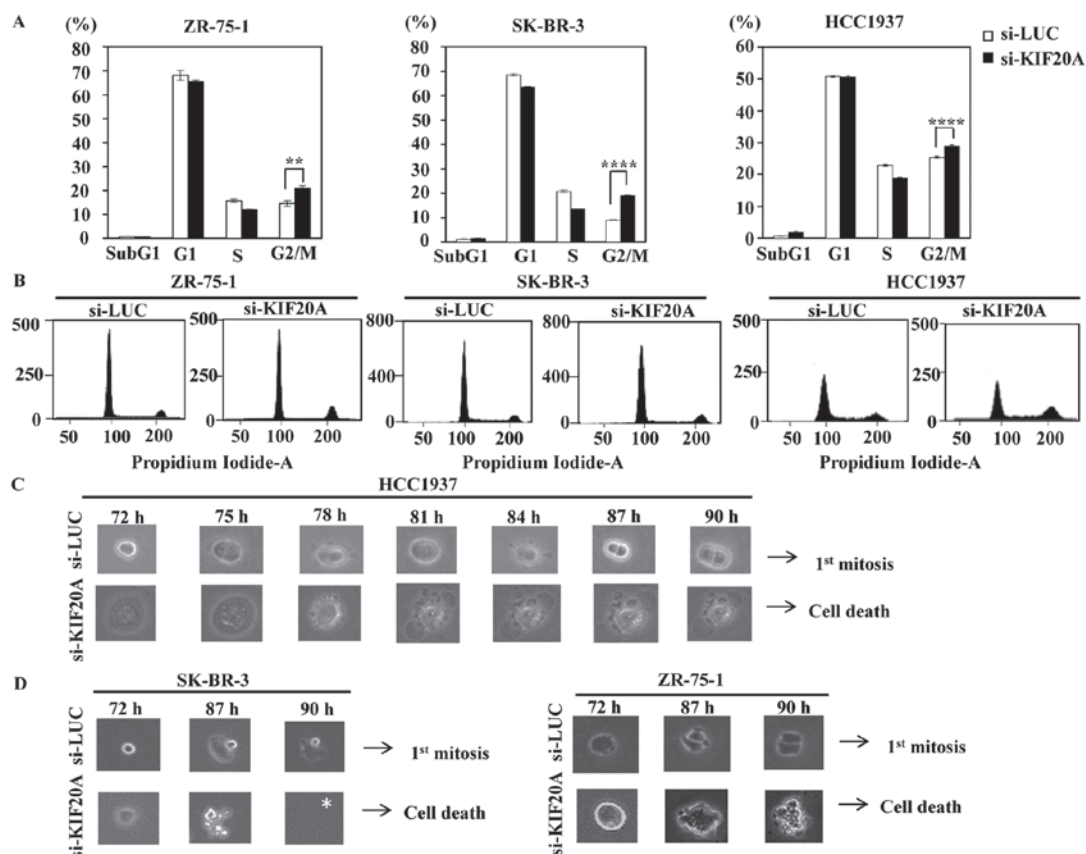 A (%) ZR-75-1 (%) SK-BR-3 (%) HCC1937
□ si-LUC
■ si-KIF20A
80 80 60
70 70 50
60 60
50 50 40
40 40 30
30 30 20
20 ** 20 **** ****
10 10 10
0 0 0
SubG1 G1 S G2/M SubG1 G1 S G2/M SubG1 G1 S G2/M
B ZR-75-1 SK-BR-3 HCC1937
si-LUC si-KIF20A si-LUC si-KIF20A si-LUC si-KIF20A
500 500 800 800 500 500
250 250 400 400 250 250
0 0 0 0 0 0
50 100 200 50 100 200 50 100 200 50 100 200 50 100 200 50 100 200
Propidium Iodide-A Propidium Iodide-A Propidium Iodide-A
C HCC1937
72 h 75 h 78 h 81 h 84 h 87 h 90 h
si-LUC → 1st mitosis
si-KIF20A → Cell death
D SK-BR-3 ZR-75-1
72 h 87 h 90 h 72 h 87 h 90 h
si-LUC → 1st mitosis si-LUC → 1st mitosis
si-KIF20A * → Cell death si-KIF20A → Cell death